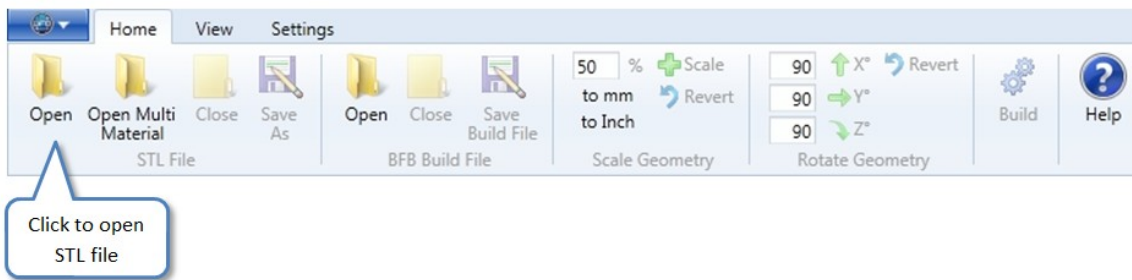 Home View Settings
Open
Open Multi
Material
Close
Save
As
STL File
Open
Close
Save
Build File
BFB Build File
50 % Scale
to mm Revert
to Inch
Scale Geometry
90 X° Revert
90 Y°
90 Z°
Rotate Geometry
Build
Help
Click to open
STL file